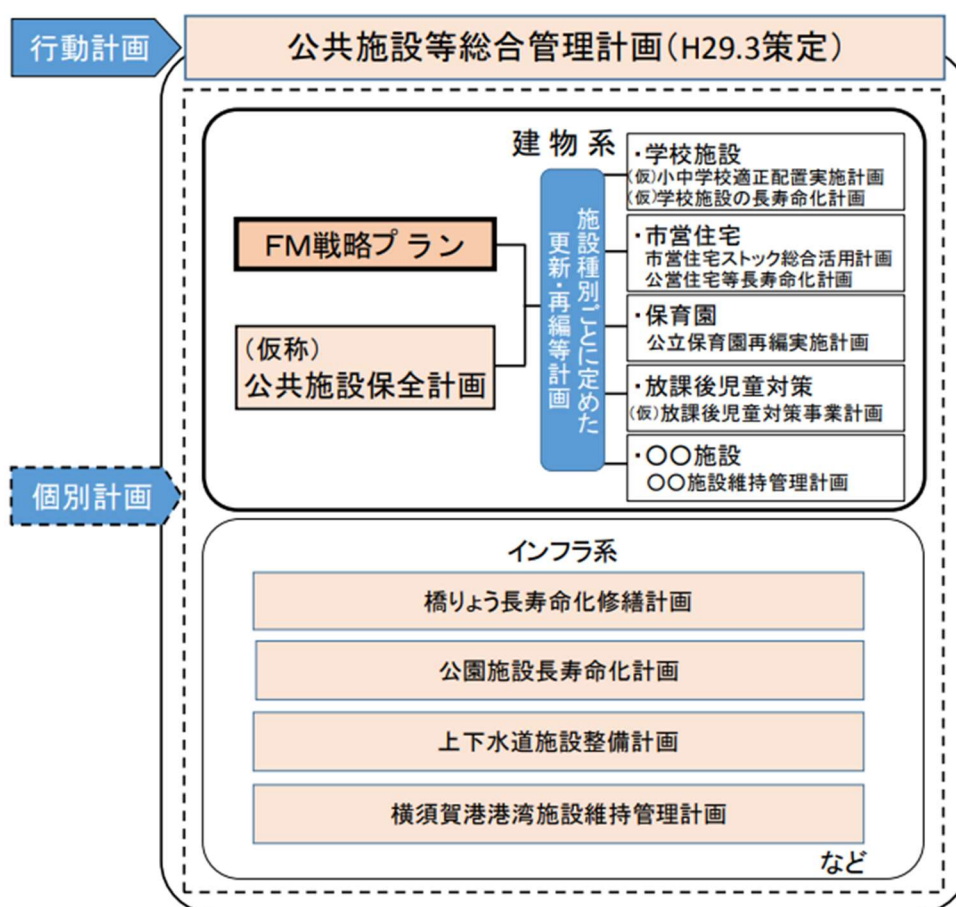 行動計画
公共施設等総合管理計画(H29.3策定)
個別計画
建物系
FM戦略プラン
(仮称)
公共施設保全計画
施設種別ごとに定めた
更新・再編等計画
・学校施設
(仮)小中学校適正配置実施計画
(仮)学校施設の長寿命化計画
・市営住宅
市営住宅ストック総合活用計画
公営住宅等長寿命化計画
・保育園
公立保育園再編実施計画
・放課後児童対策
(仮)放課後児童対策事業計画
・〇〇施設
〇〇施設維持管理計画
インフラ系
橋りょう長寿命化修繕計画
公園施設長寿命化計画
上下水道施設整備計画
横須賀港港湾施設維持管理計画
など